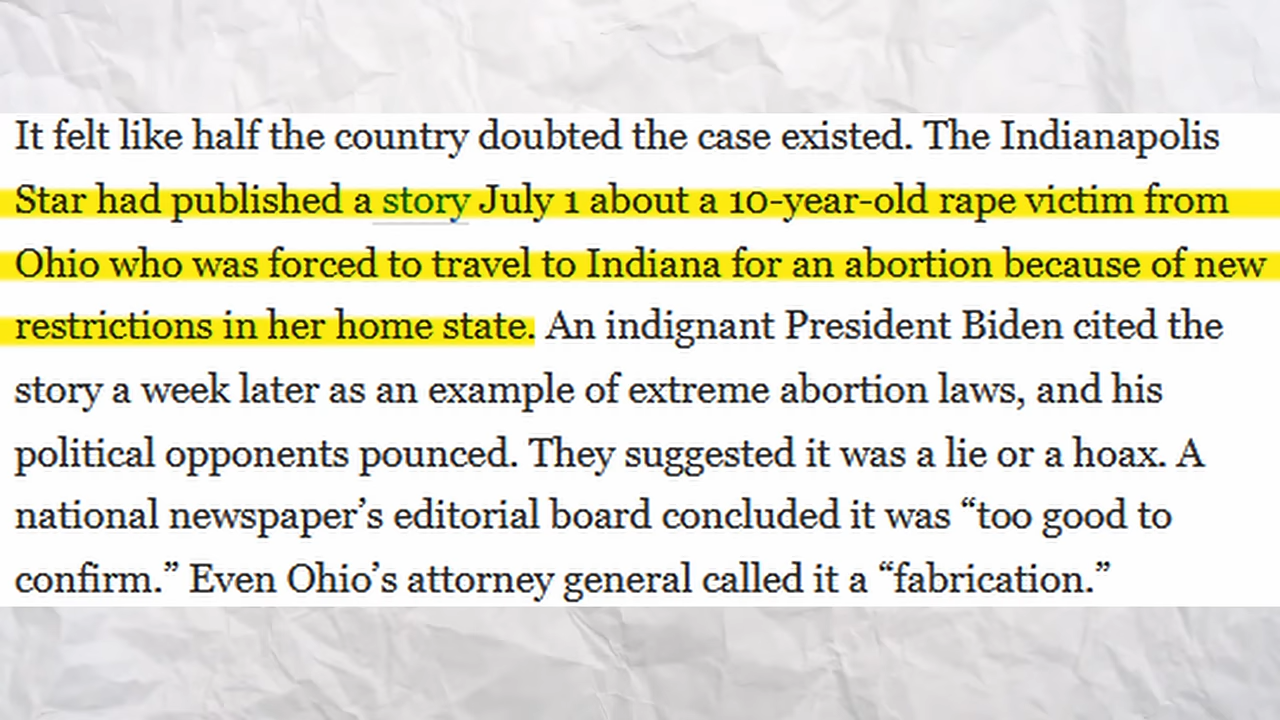 It felt like half the country doubted the case existed. The Indianapolis
Star had published a story July 1 about a 10-year-old rape victim from
Ohio who was forced to travel to Indiana for an abortion because of new
restrictions in her home state. An indignant President Biden cited the
story a week later as an example of extreme abortion laws, and his
political opponents pounced. They suggested it was a lie or a hoax. A
national newspaper’s editorial board concluded it was “too good to
confirm.” Even Ohio’s attorney general called it a “fabrication.”